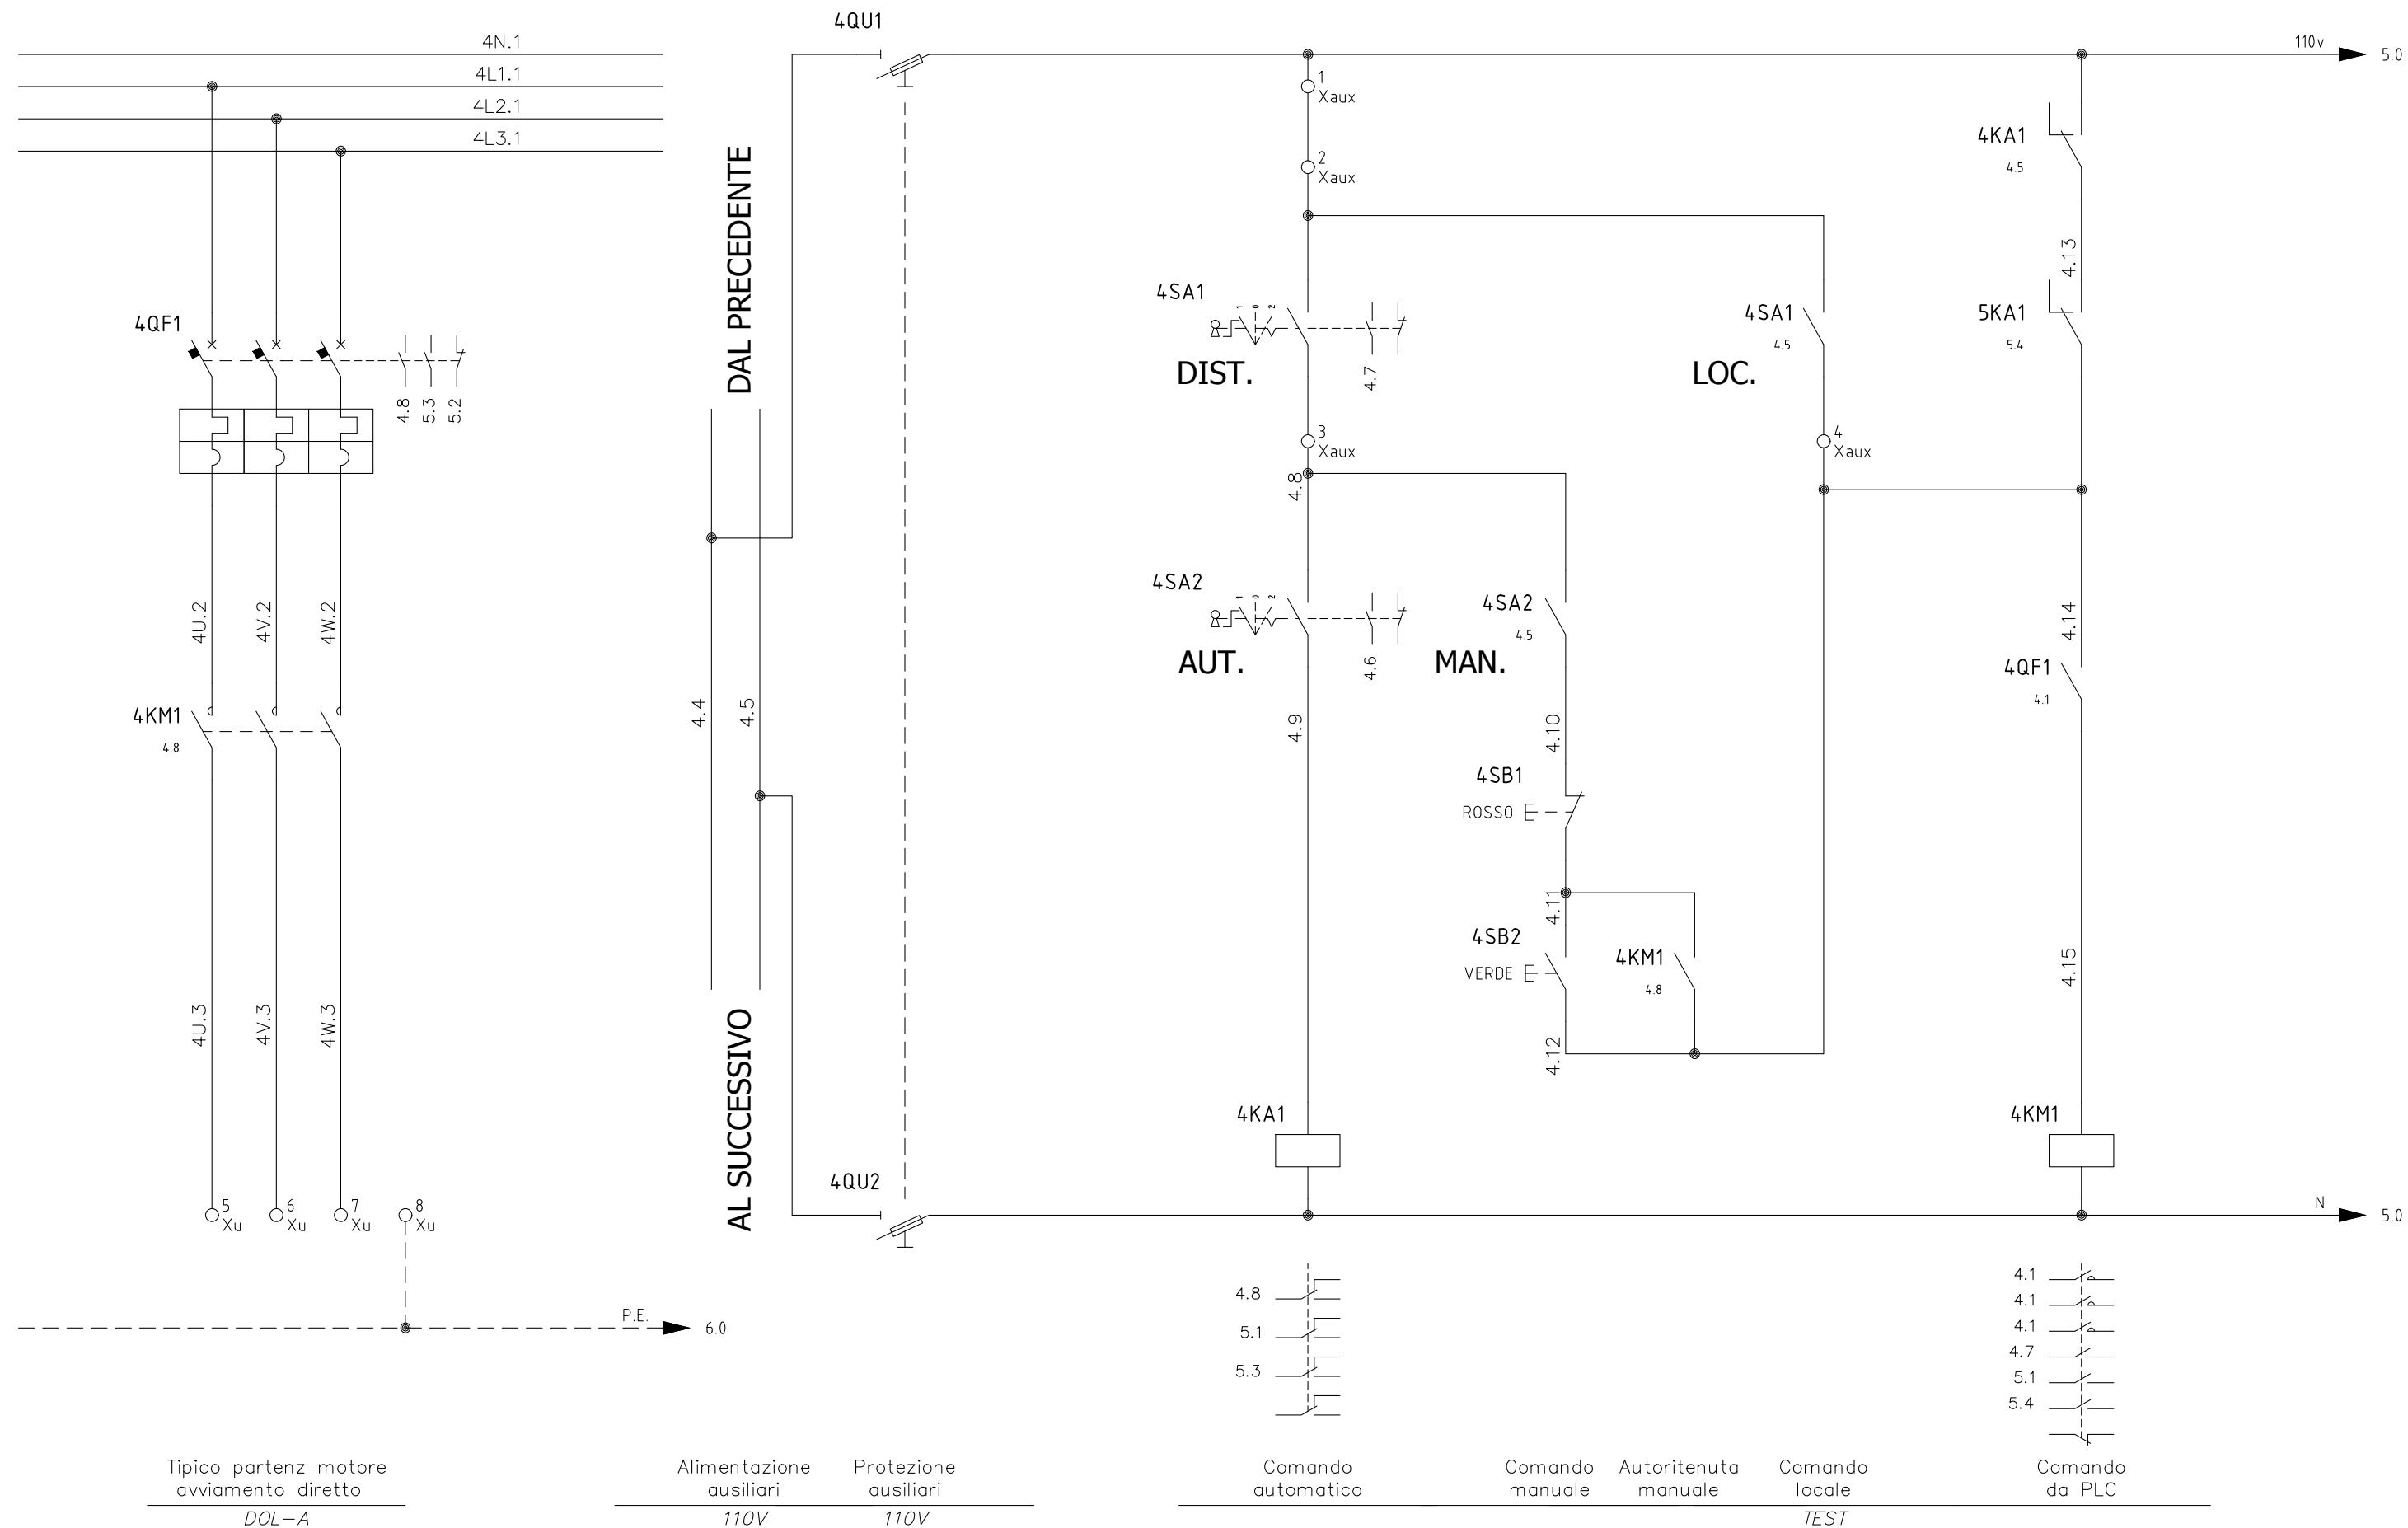 4QU1
4N.1
4L1.1
4L2.1
4L3.1
110v
5.0
1
Xaux
2
Xaux
4KA1
4.5
4.13
DAL PRECEDENTE
4QF1
4.8
5.3
5.2
4SA1
1
0
2
DIST.
4.7
4SA1
4.5
LOC.
5KA1
5.4
3
Xaux
4
Xaux
4.8
4SA2
1
0
2
AUT.
4.6
4SA2
4.5
MAN.
4.14
4QF1
4.1
4U.2
4V.2
4W.2
4KM1
4.8
4.4
4.5
4.9
4.10
4SB1
ROSSO
4.11
4SB2
VERDE
4KM1
4.8
4.12
4.15
4U.3
4V.3
4W.3
AL SUCCESSIVO
4KA1
4KM1
4QU2
N
5.0
5
Xu
6
Xu
7
Xu
8
Xu
P.E.
6.0
4.8
5.1
5.3
4.1
4.1
4.1
4.7
5.1
5.4
Tipico partenz motore
avviamento diretto
DOL-A
Alimentazione
ausiliari
110V
Protezione
ausiliari
110V
Comando
automatico
Comando
manuale
Autoritenuta
manuale
Comando
locale
Comando
da PLC
TEST